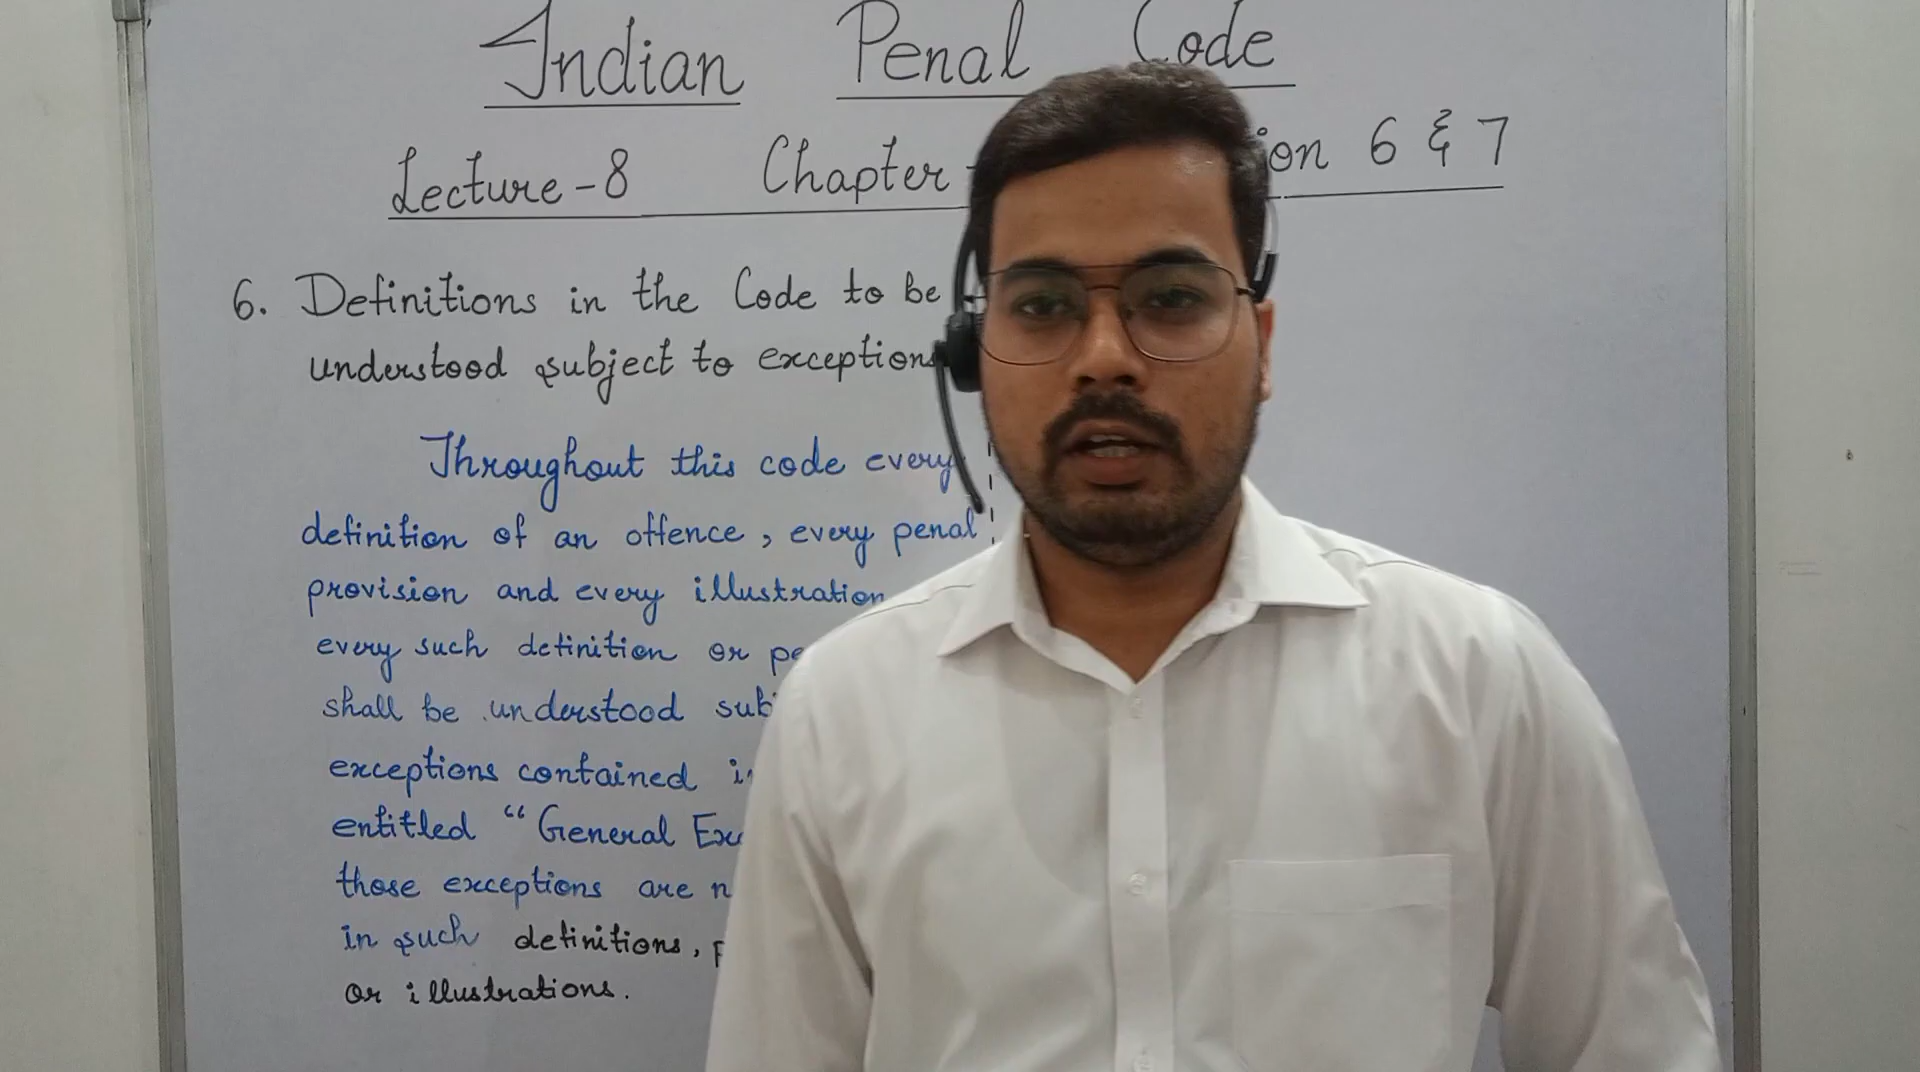 Indian Penal Code
Lecture - 8 Chapter 6 & 7
6. Definitions in the Code to be
understood subject to exceptions
Throughout this code every
definition of an offence, every penal
provision and every illustration
every such definition or
shall be understood
exceptions contained
entitled "General
those exceptions are
in such definitions,
or illustrations.